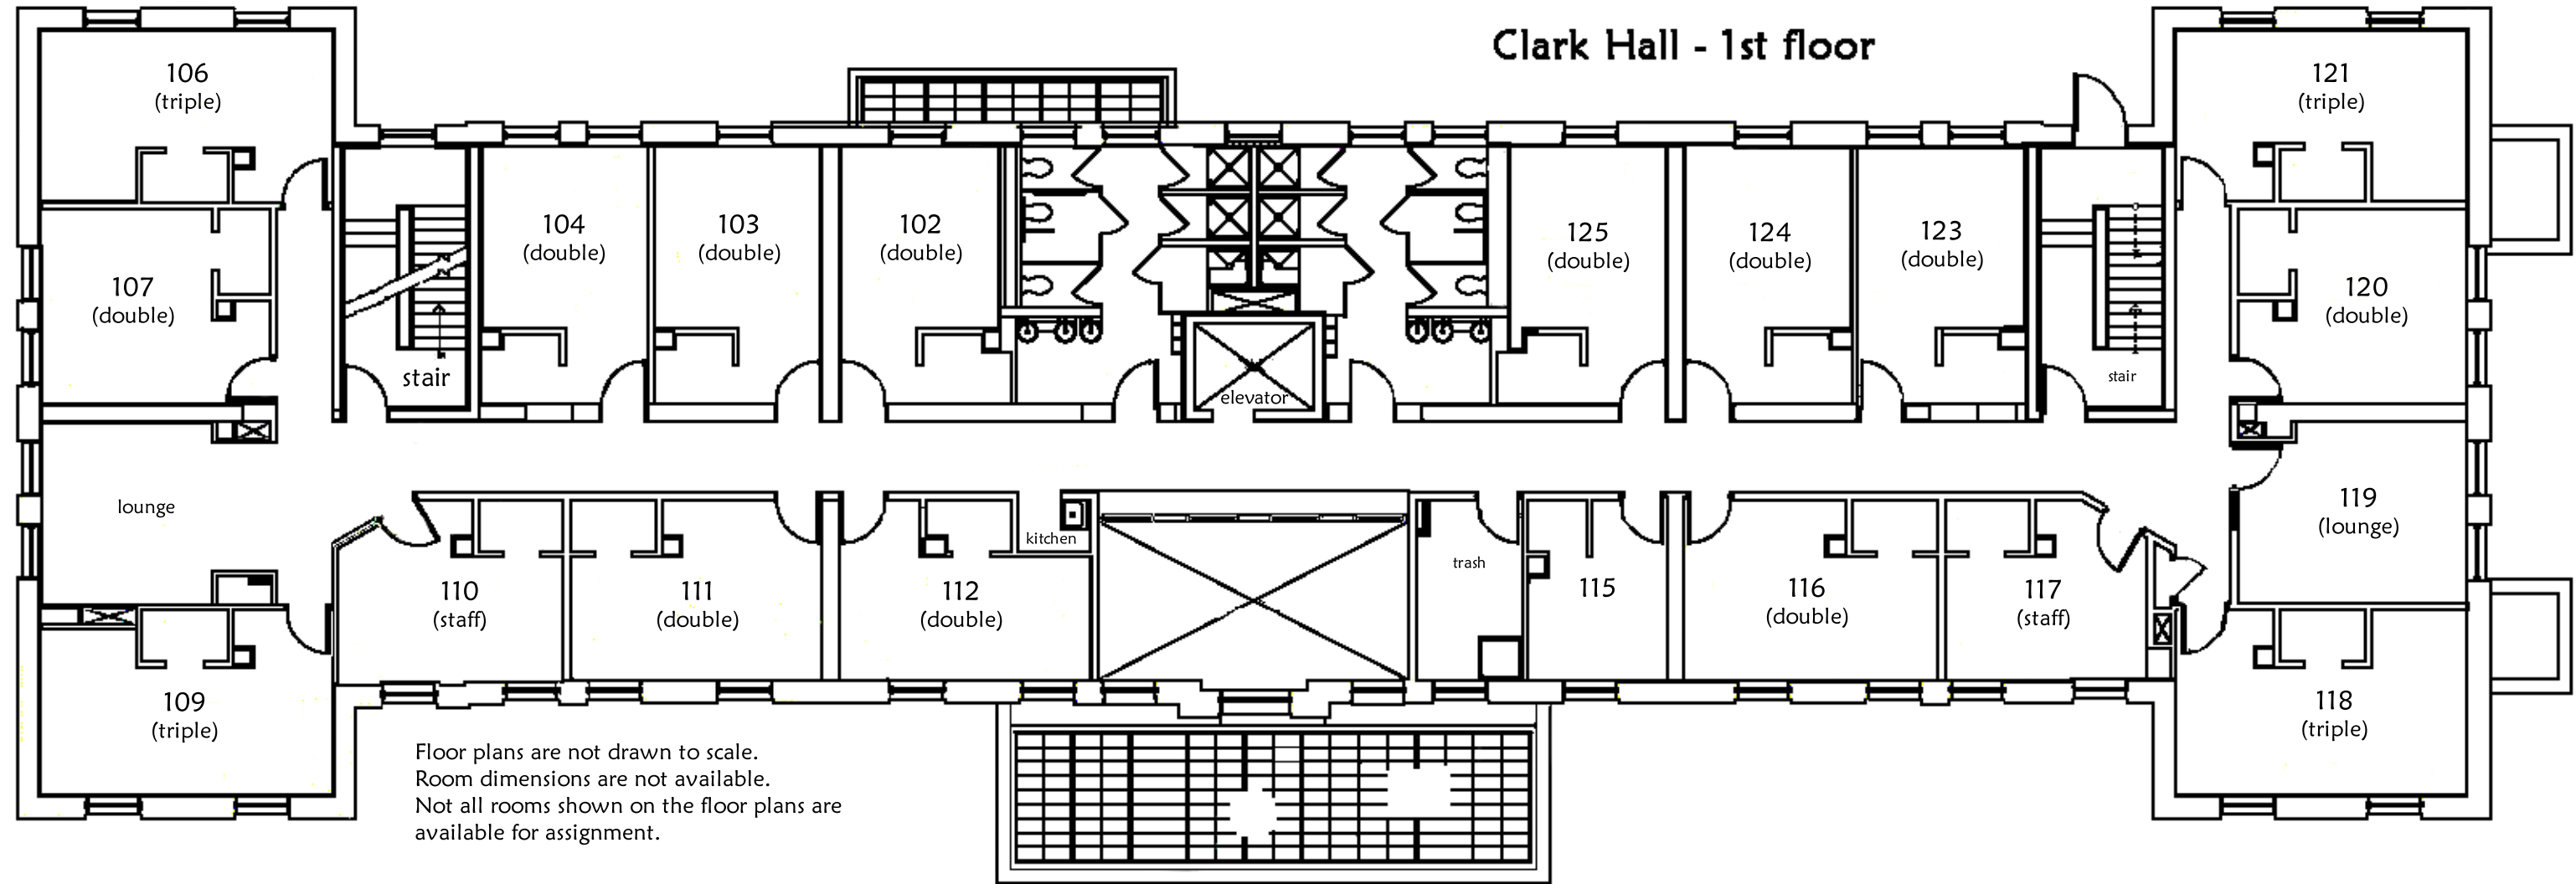 Clark Hall - 1st floor
106
(triple)
121
(triple)
104
(double)
103
(double)
102
(double)
125
(double)
124
(double)
123
(double)
107
(double)
120
(double)
stair
elevator
stair
lounge
119
(lounge)
kitchen
trash
110
(staff)
111
(double)
112
(double)
115
116
(double)
117
(staff)
109
(triple)
118
(triple)
Floor plans are not drawn to scale.
Room dimensions are not available.
Not all rooms shown on the floor plans are
available for assignment.